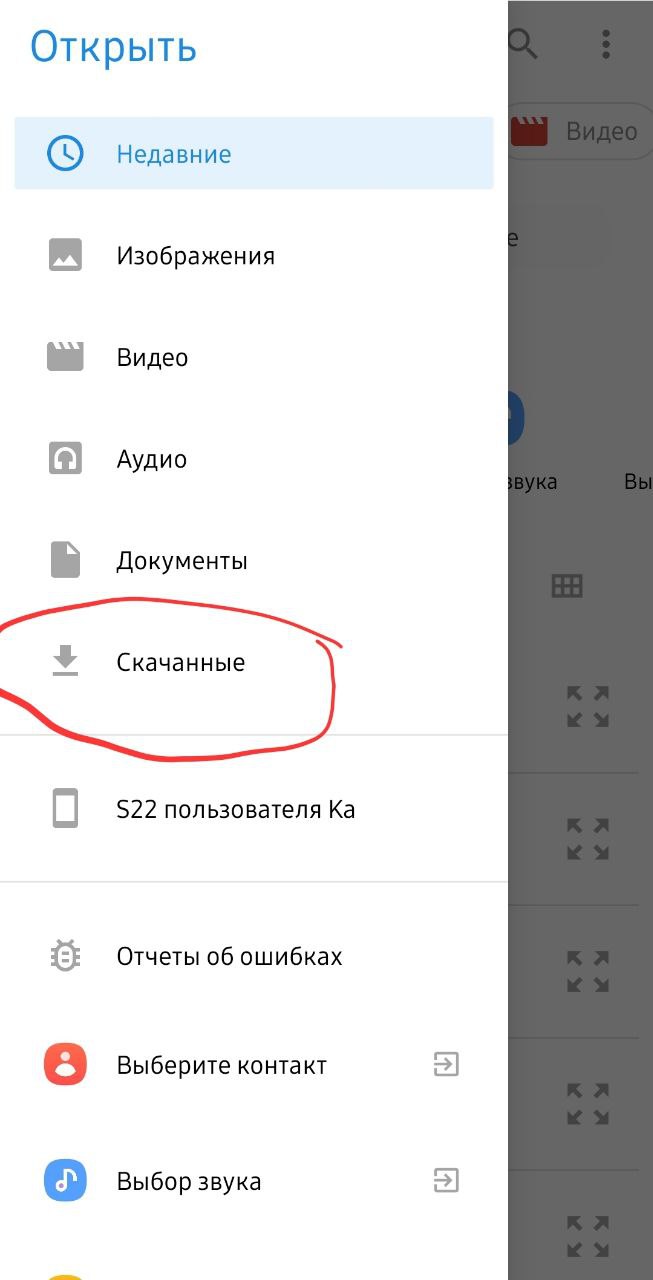 Открыть
Недавние
Видео
Изображения
е
Видео
Аудио
звука
Вы
Документы
Скачанные
S22 пользователя Ka
Отчеты об ошибках
Выберите контакт
Выбор звука